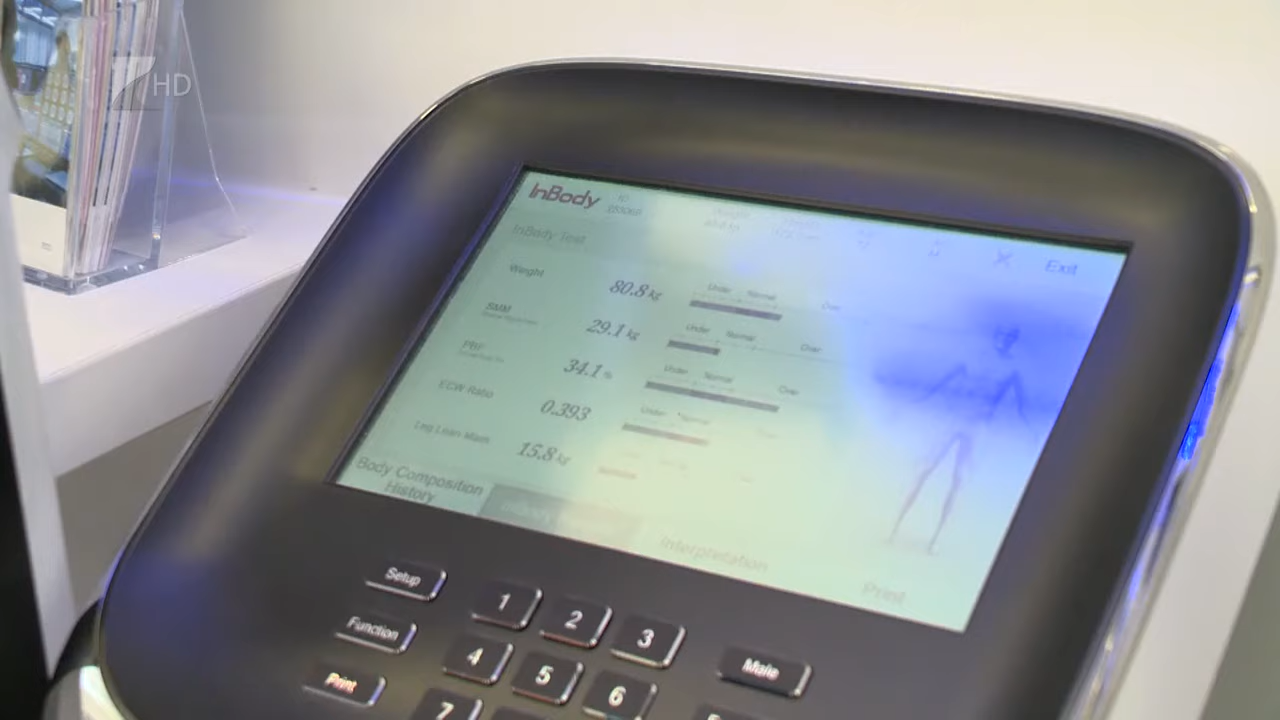 7 HD
InBody
InBody Test
Exit
Weight 80.8 kg Under Normal Over
SMM 29.1 kg Under Normal Over
PBF 34.1 % Under Normal Over
ECW Ratio 0.393 Under Normal
Leg Lean Mass 15.8 kg
Body Composition
History
Interpretation
Print
Setup 1 2 3
Function 4 5 6 Male
Print 7